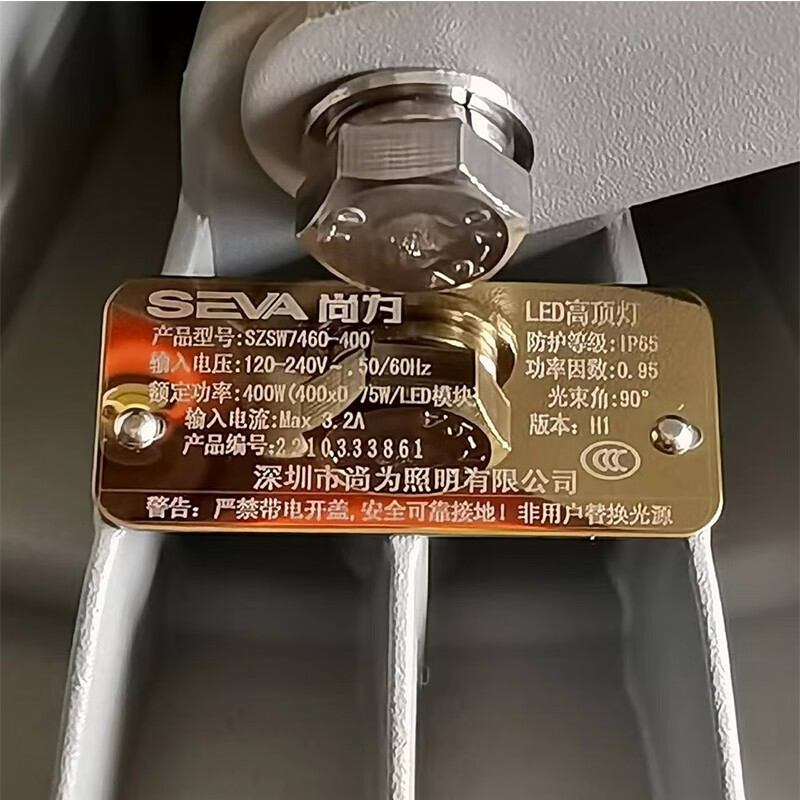 SEVA 尚为
LED高顶灯
产品型号:SZSW7460-400
防护等级:IP65
输入电压:120-240V~,50/60Hz
功率因数:0.95
额定功率:400W(400x0.75W/LED模块)
光束角:90°
输入电流:Max 3.2A
版本:H1
产品编号:2210333861
CCC
深圳市尚为照明有限公司
警告:严禁带电开盖,安全可靠接地!非用户替换光源